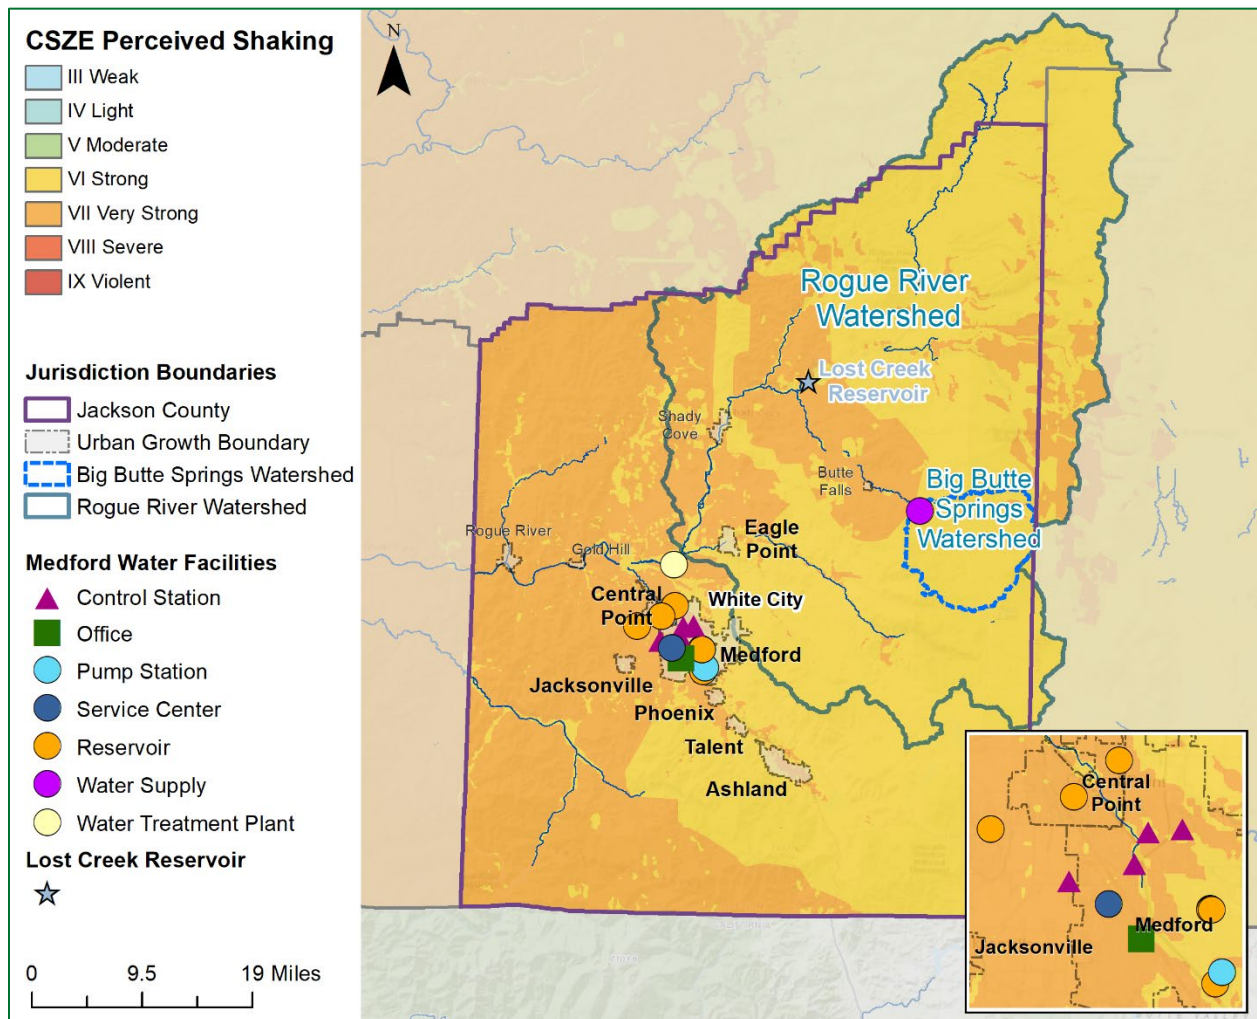 CSZE Perceived Shaking
III Weak
IV Light
V Moderate
VI Strong
VII Very Strong
VIII Severe
IX Violent
Jurisdiction Boundaries
Jackson County
Urban Growth Boundary
Big Butte Springs Watershed
Rogue River Watershed
Medford Water Facilities
Control Station
Office
Pump Station
Service Center
Reservoir
Water Supply
Water Treatment Plant
Lost Creek Reservoir
0 9.5 19 Miles
N
Rogue River
Watershed
Lost Creek
Reservoir
Shady
Cove
Butte
Falls
Big Butte
Springs
Watershed
Rogue River
Gold Hill
Eagle
Point
Central
Point
White City
Medford
Jacksonville
Phoenix
Talent
Ashland
Central
Point
Medford
Jacksonville